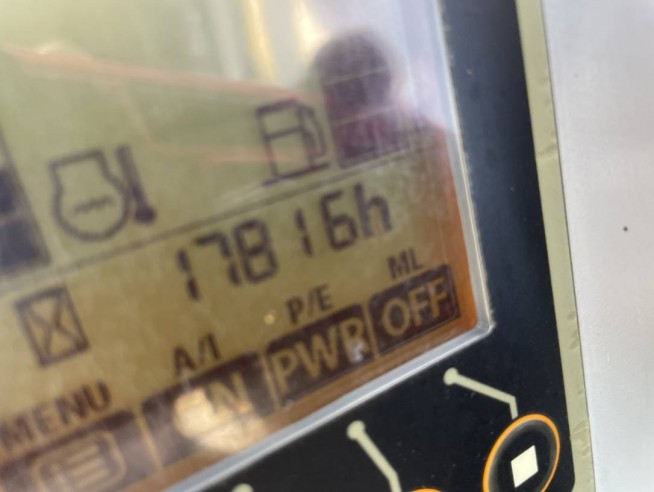 17816h
MENU A/I P/E ML
PWR OFF